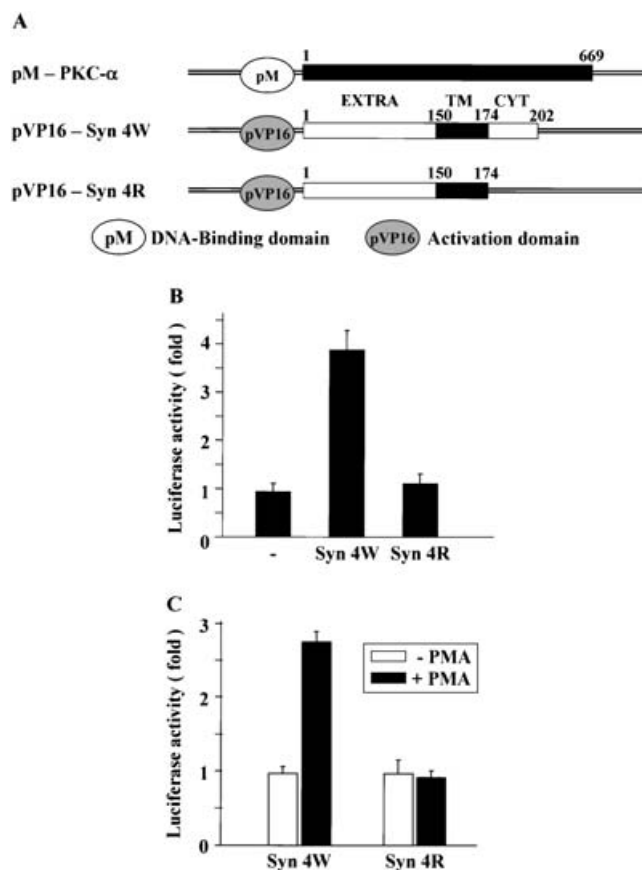 A
1 669
pM – PKC-α pM
EXTRA TM CYT
1 150 174 202
pVP16 – Syn 4W pVP16
1 150 174
pVP16 – Syn 4R pVP16
pM DNA-Binding domain pVP16 Activation domain
B
Luciferase activity ( fold )
4
3
2
1
0
- Syn 4W Syn 4R
C
Luciferase activity ( fold )
3
2
1
0
- PMA
+ PMA
Syn 4W Syn 4R